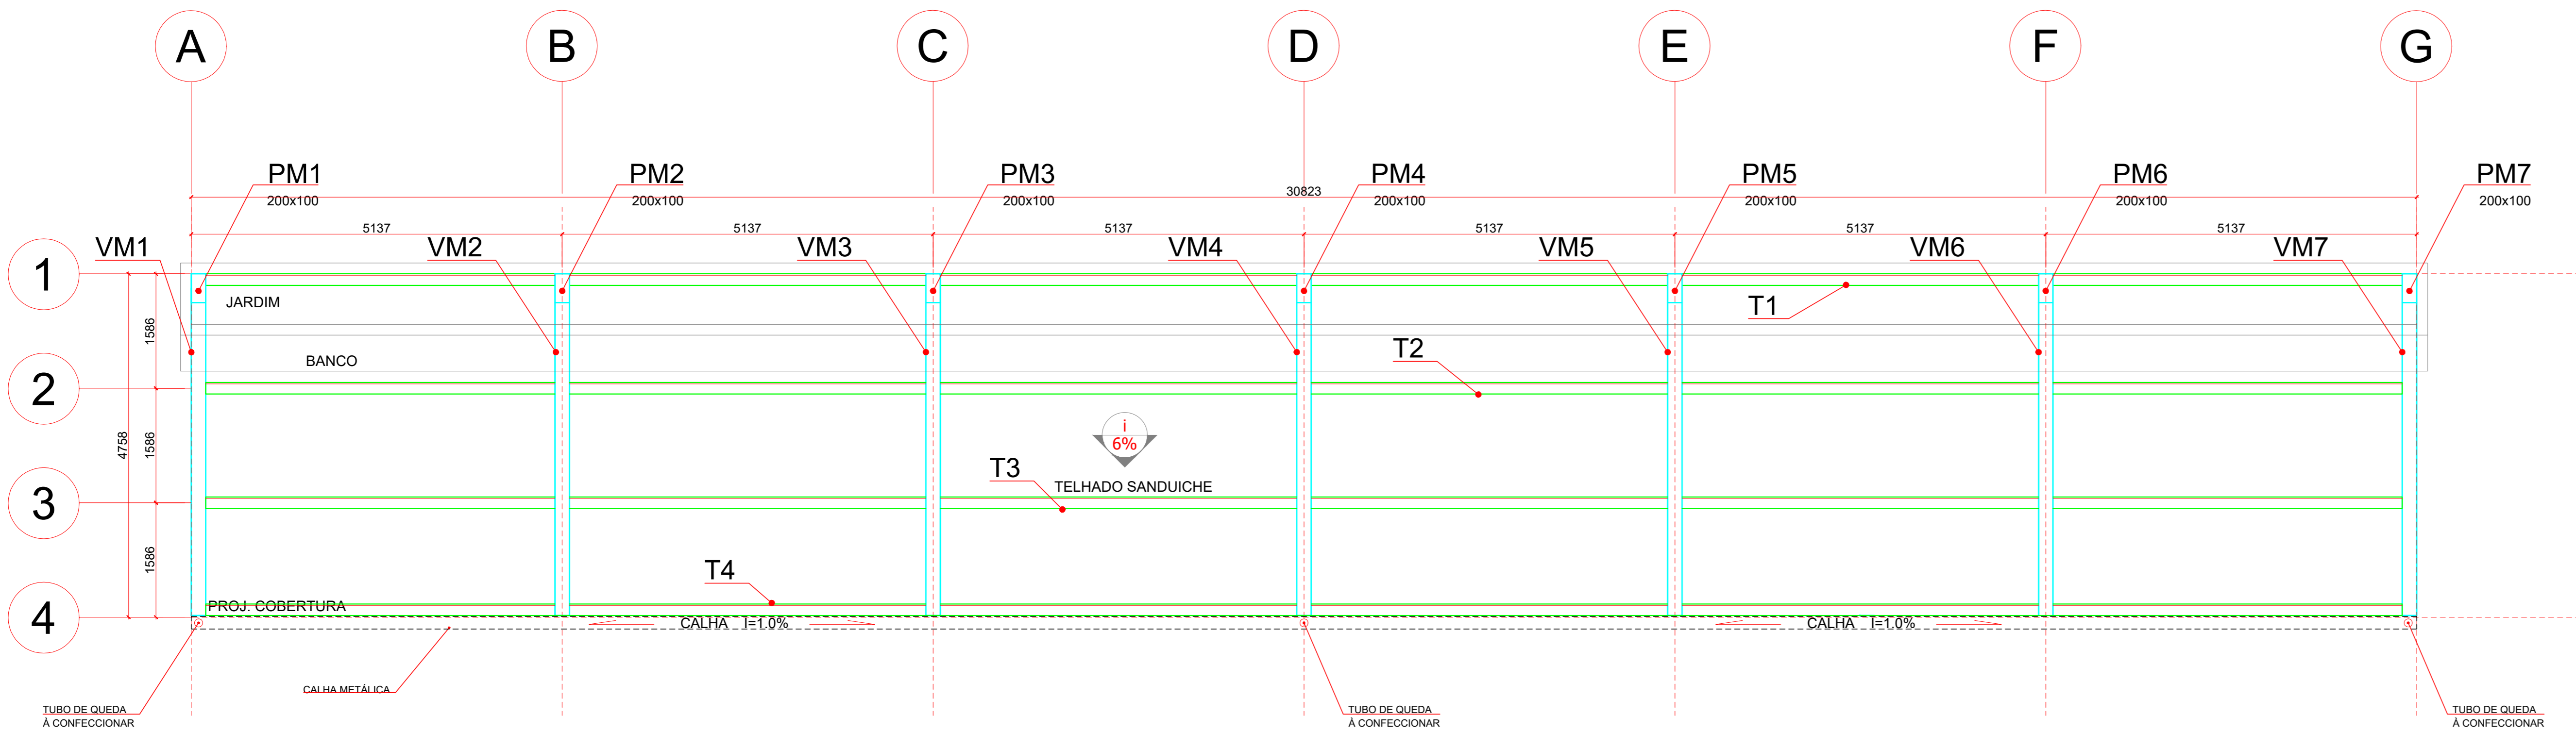 A B C D E F G
PM1 PM2 PM3 PM4 PM5 PM6 PM7
30823
200x100 200x100 200x100 200x100 200x100 200x100 200x100
5137 5137 5137 5137 5137 5137
VM1 VM2 VM3 VM4 VM5 VM6 VM7
1
JARDIM
T1
1586
BANCO
T2
2
i
6%
4758
1586
T3
TELHADO SANDUICHE
3
1586
T4
PROJ. COBERTURA
4
CALHA I=1.0%
CALHA I=1.0%
CALHA METÁLICA
TUBO DE QUEDA
À CONFECCIONAR
TUBO DE QUEDA
À CONFECCIONAR
TUBO DE QUEDA
À CONFECCIONAR